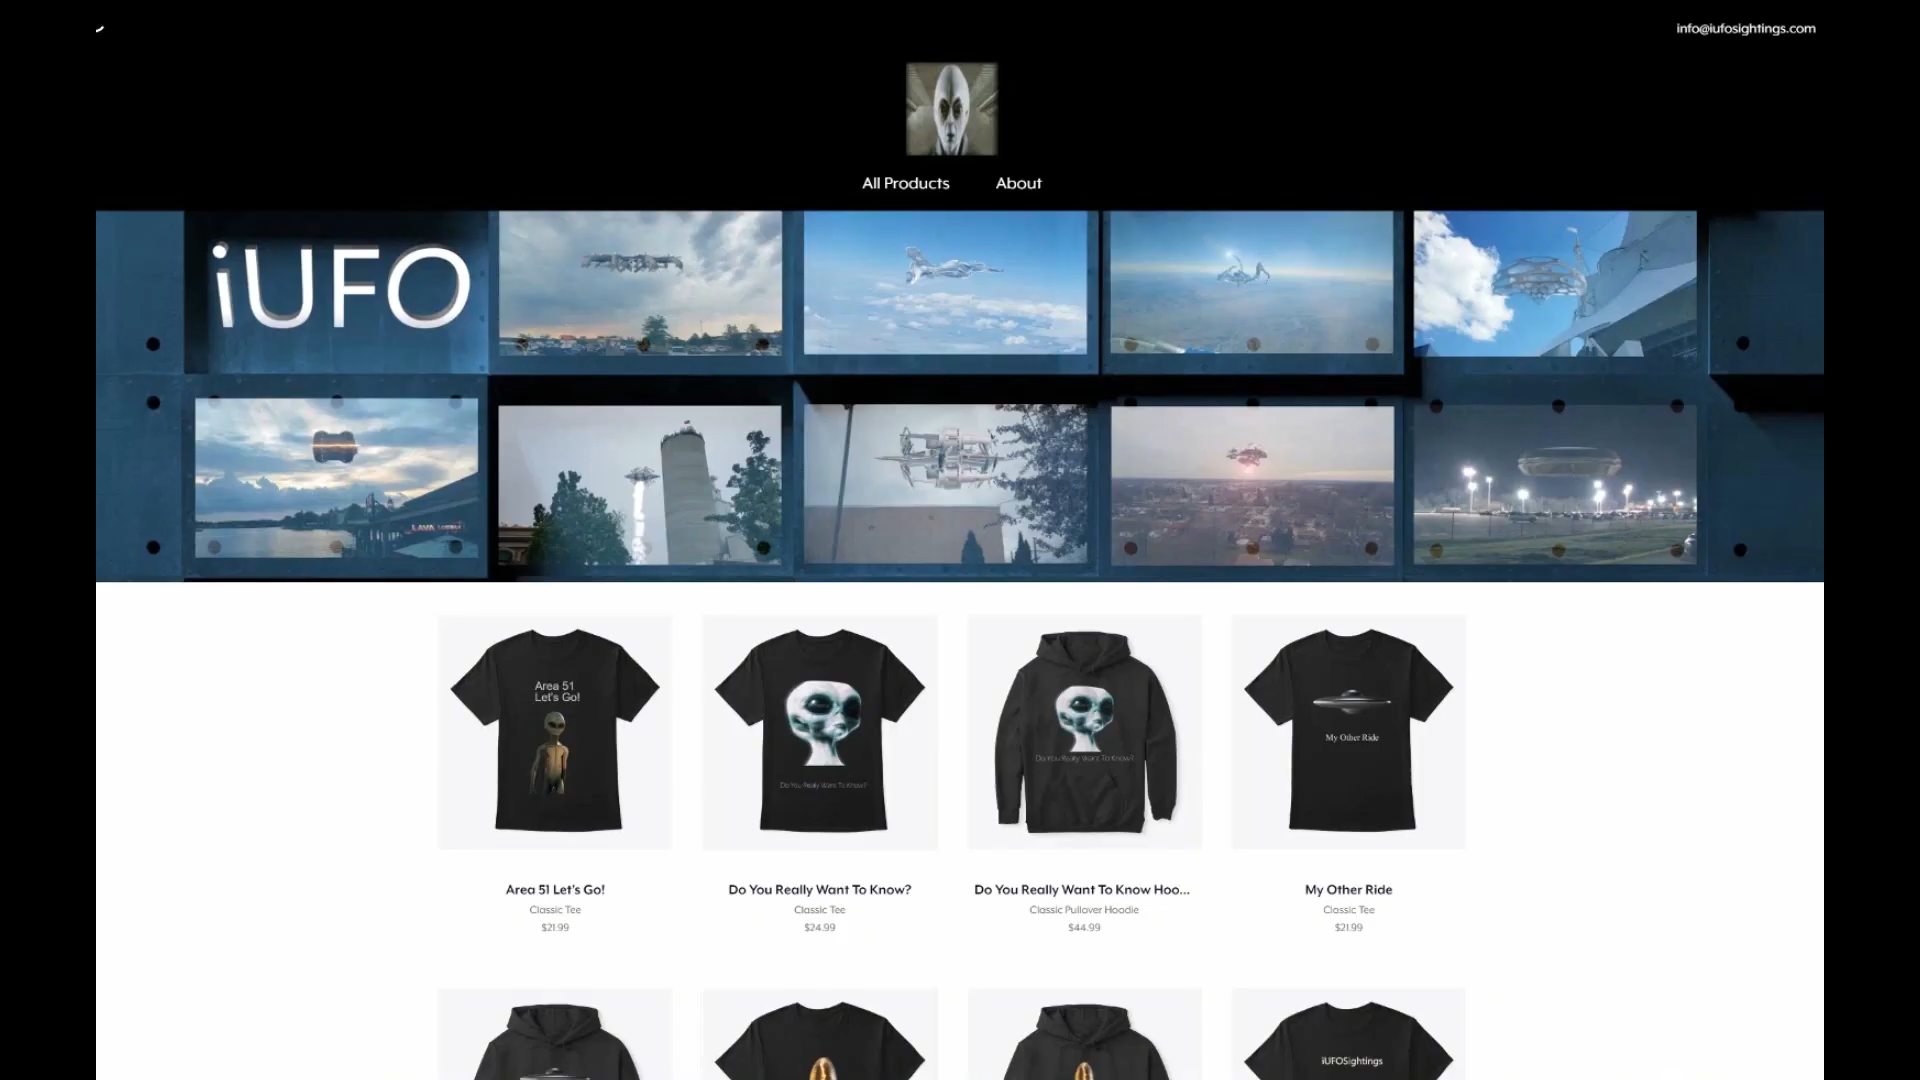 info@iufosightings.com
All Products
About
iUFO
LAVA
Area 51
Let's Go!
Do You Really Want To Know?
Do You Really Want To Know?
My Other Ride
Area 51 Let's Go!
Classic Tee
$21.99
Do You Really Want To Know?
Classic Tee
$24.99
Do You Really Want To Know Hoo...
Classic Pullover Hoodie
$44.99
My Other Ride
Classic Tee
$21.99
iUFOSightings